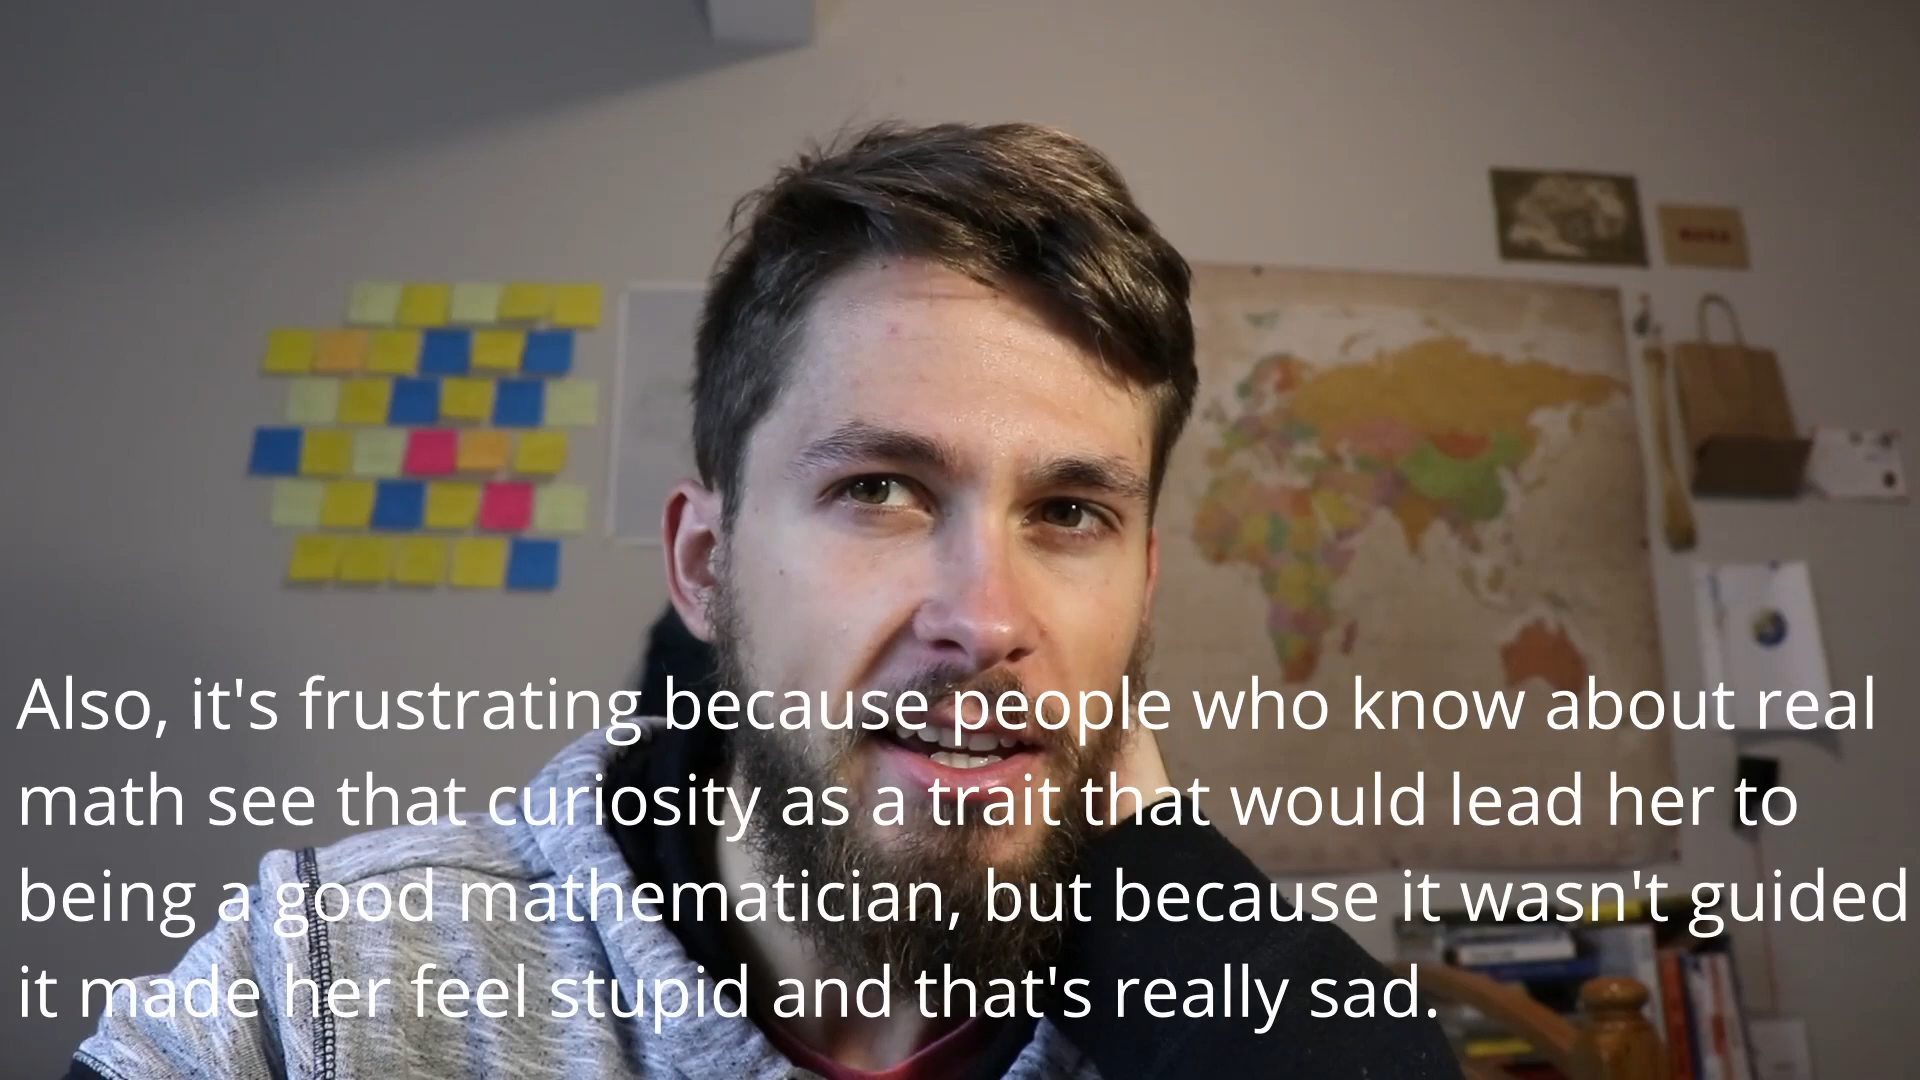 Also, it's frustrating because people who know about real
math see that curiosity as a trait that would lead her to
being a good mathematician, but because it wasn't guided
it made her feel stupid and that's really sad.